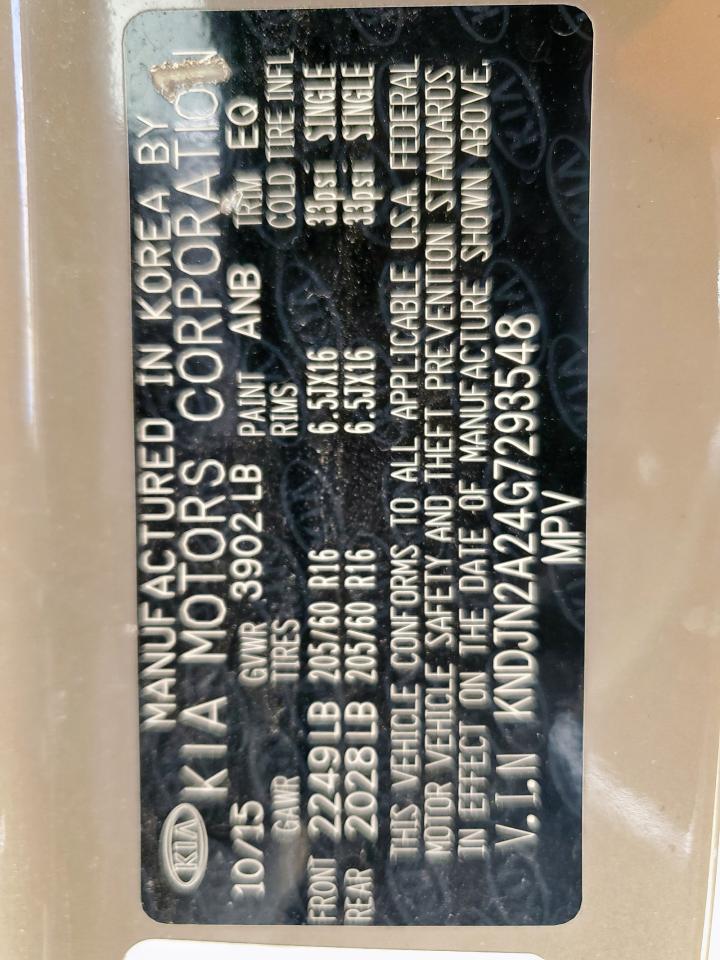 MANUFACTURED IN KOREA BY
KIA KIA MOTORS CORPORATION
10/15 GVWR 3902 LB PAINT ANB TRIM EQ
GAWR TIRES RIMS COLD TIRE INFL
FRONT 2249 LB 205/60 R16 6.5JX16 33psi SINGLE
REAR 2028 LB 205/60 R16 6.5JX16 33psi SINGLE
THIS VEHICLE CONFORMS TO ALL APPLICABLE U.S.A. FEDERAL
MOTOR VEHICLE SAFETY AND THEFT PREVENTION STANDARDS
IN EFFECT ON THE DATE OF MANUFACTURE SHOWN ABOVE.
V.I.N KNDJN2A24G7293548
MPV